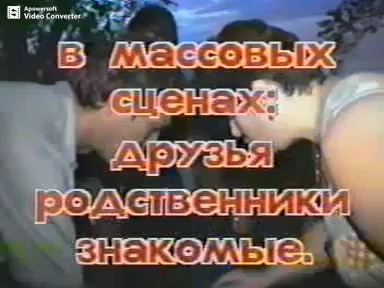 Apowersoft
Video Converter
в массовых
сценах:
друзья
родственники
знакомые.